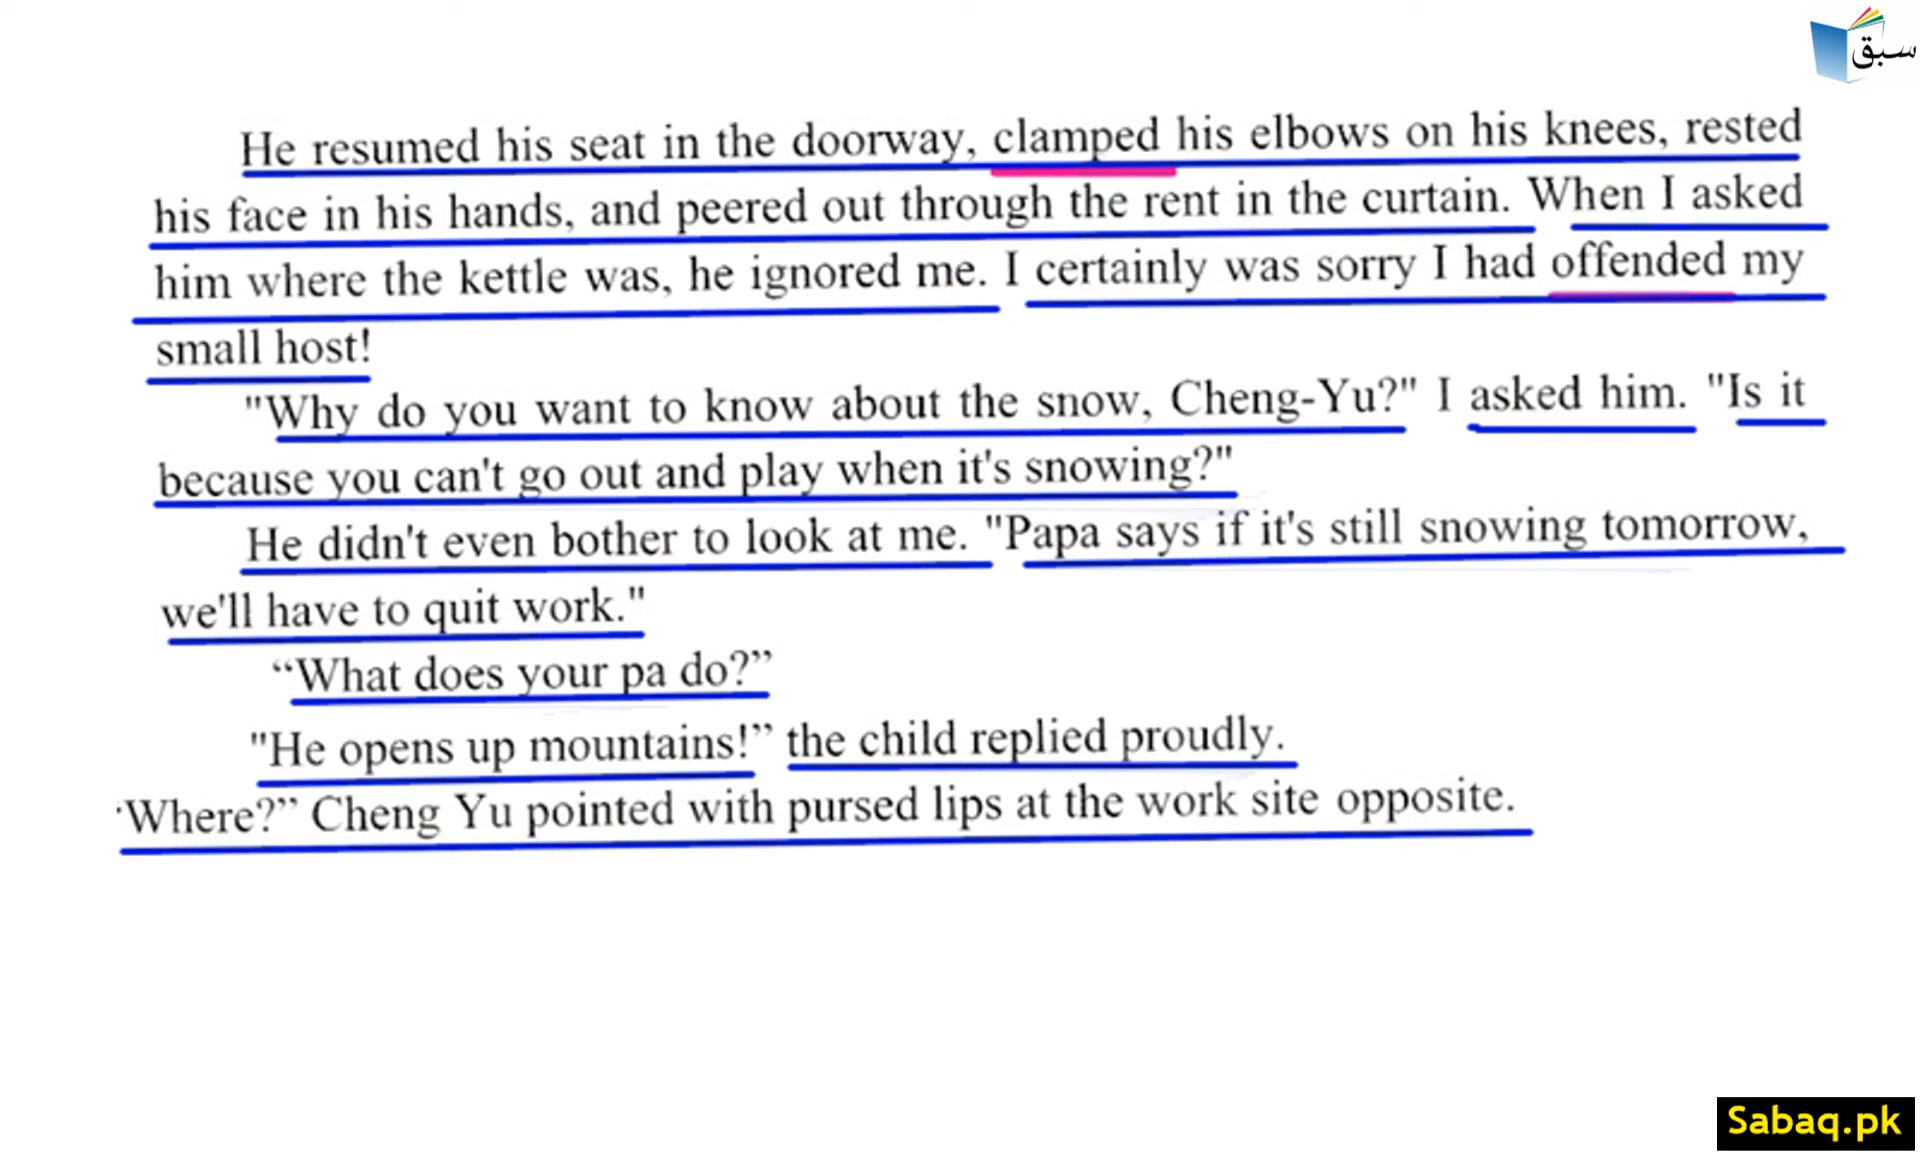 سبق
He resumed his seat in the doorway, clamped his elbows on his knees, rested
his face in his hands, and peered out through the rent in the curtain. When I asked
him where the kettle was, he ignored me. I certainly was sorry I had offended my
small host!
"Why do you want to know about the snow, Cheng-Yu?" I asked him. "Is it
because you can't go out and play when it's snowing?"
He didn't even bother to look at me. "Papa says if it's still snowing tomorrow,
we'll have to quit work."
“What does your pa do?”
"He opens up mountains!” the child replied proudly.
‘Where?” Cheng Yu pointed with pursed lips at the work site opposite.
Sabaq.pk